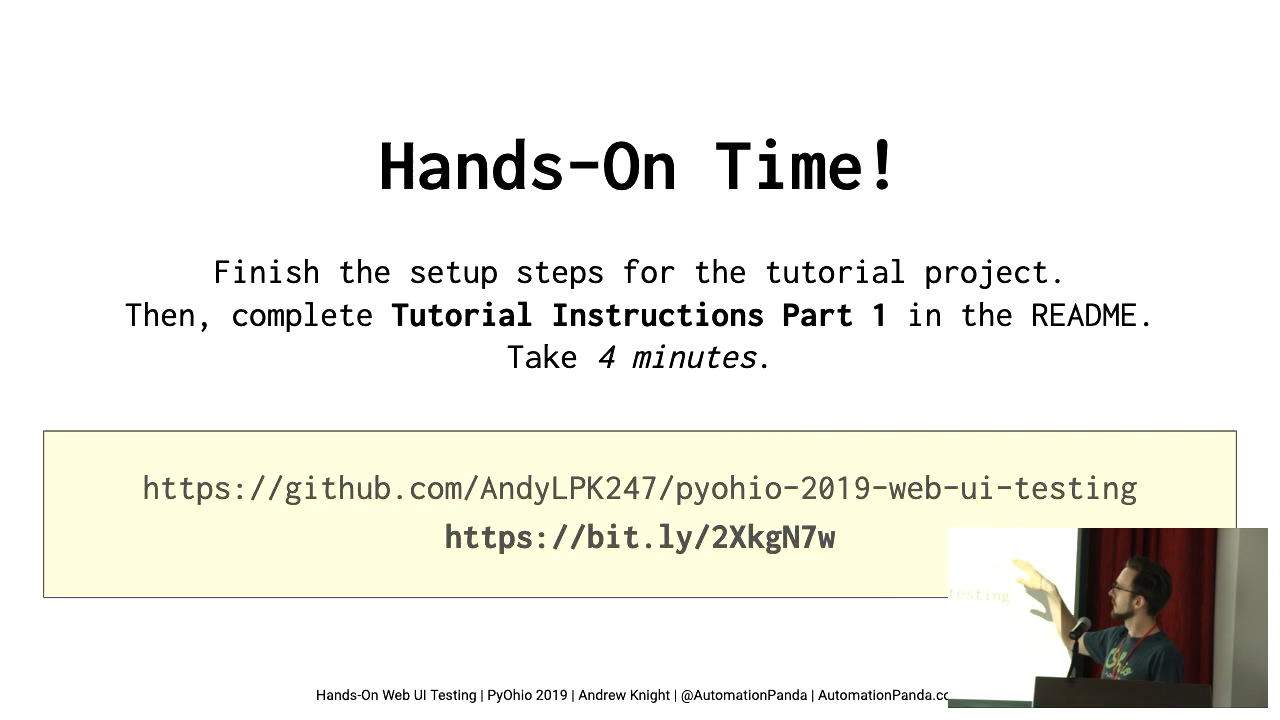 Hands-On Time!
Finish the setup steps for the tutorial project.
Then, complete Tutorial Instructions Part 1 in the README.
Take 4 minutes.
https://github.com/AndyLPK247/pyohio-2019-web-ui-testing
https://bit.ly/2XkgN7w
testing
Ohio
Hands-On Web UI Testing | PyOhio 2019 | Andrew Knight | @AutomationPanda | AutomationPanda.co